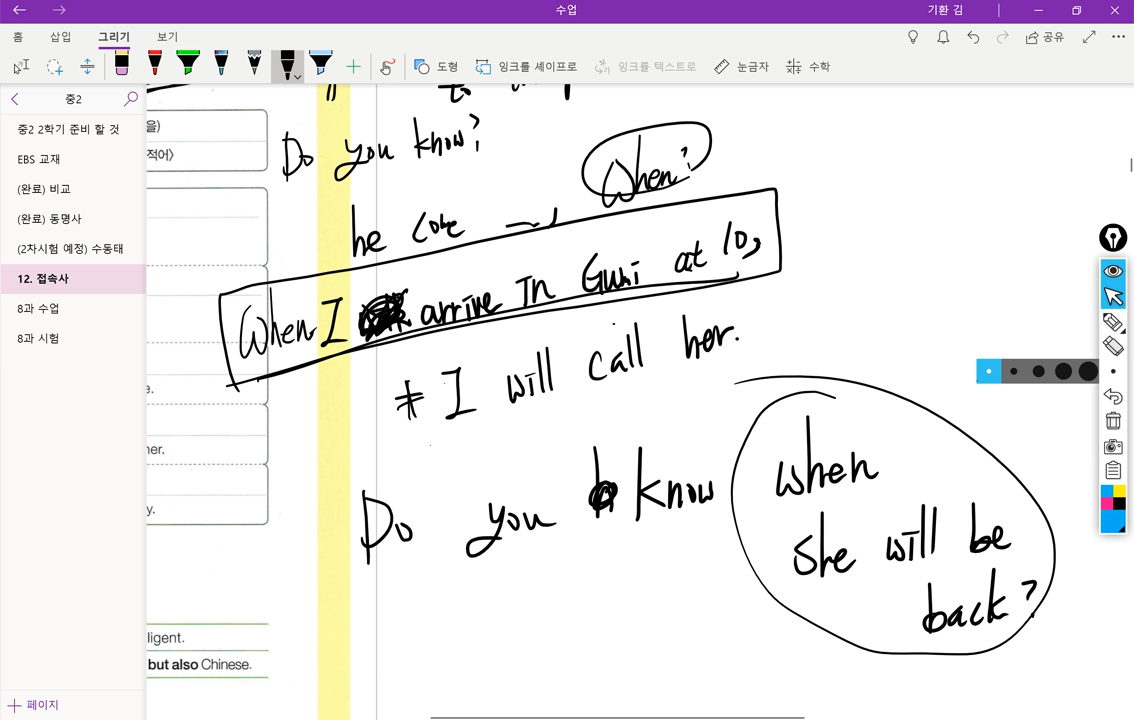 수업
기환 김
홈 삽입 그리기 보기
공유
도형 잉크를 셰이프로 잉크를 텍스트로 눈금자 수학
중2
중2 2학기 준비 할 것
EBS 교재
(완료) 비교
(완료) 동명사
(2차시험 예정) 수동태
12. 접속사
8과 수업
8과 시험
페이지
을)
적어〉
e.
her.
y.
ligent.
but also Chinese.
to
Do you know?
he come → when?
When I arrive in Gumi at 10,
* I will call her.
Do you know when
she will be
back?